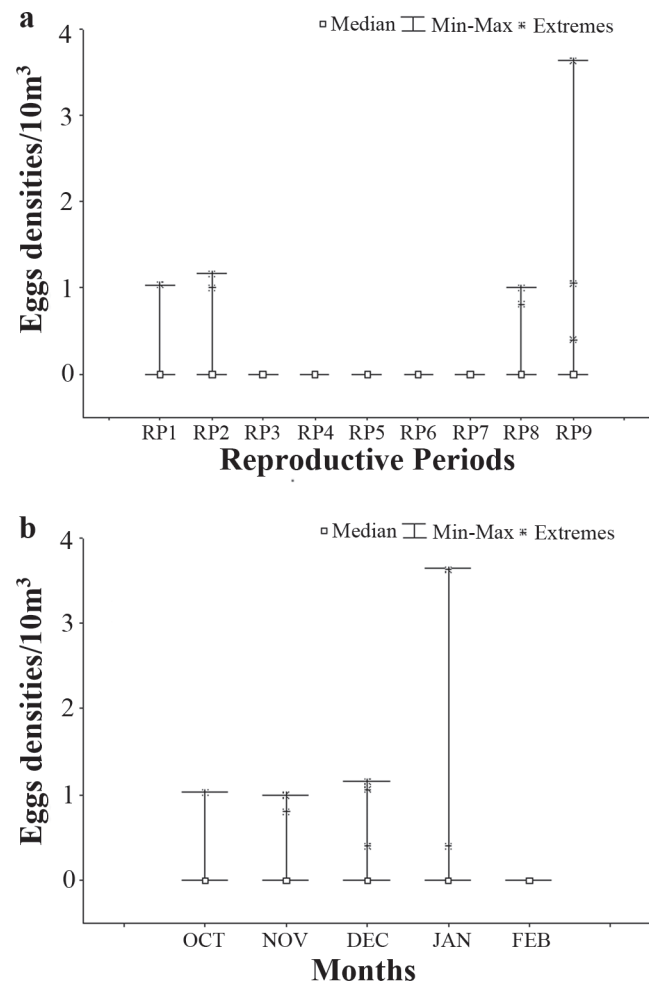 a
Median Min-Max Extremes
Eggs densities/10m³
4
3
2
1
0
RP1 RP2 RP3 RP4 RP5 RP6 RP7 RP8 RP9
Reproductive Periods
b
Median Min-Max Extremes
Eggs densities/10m³
4
3
2
1
0
OCT NOV DEC JAN FEB
Months